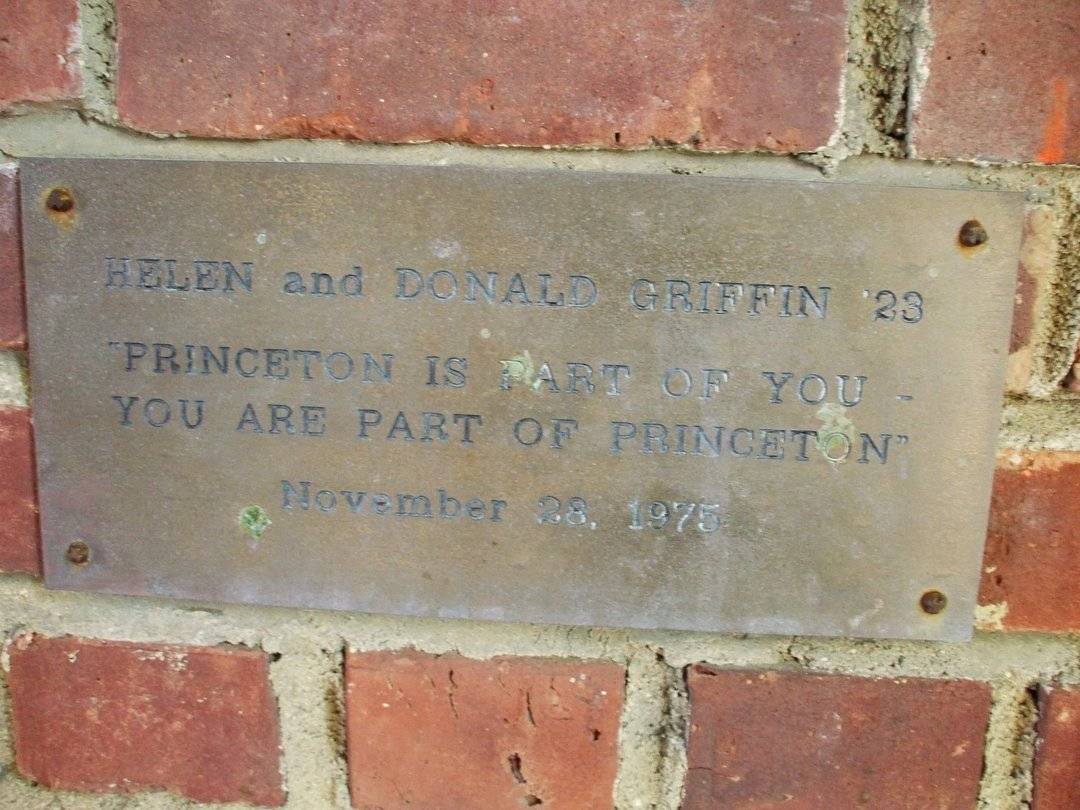 HELEN and DONALD GRIFFIN '23
"PRINCETON IS PART OF YOU -
YOU ARE PART OF PRINCETON"
November 28, 1975